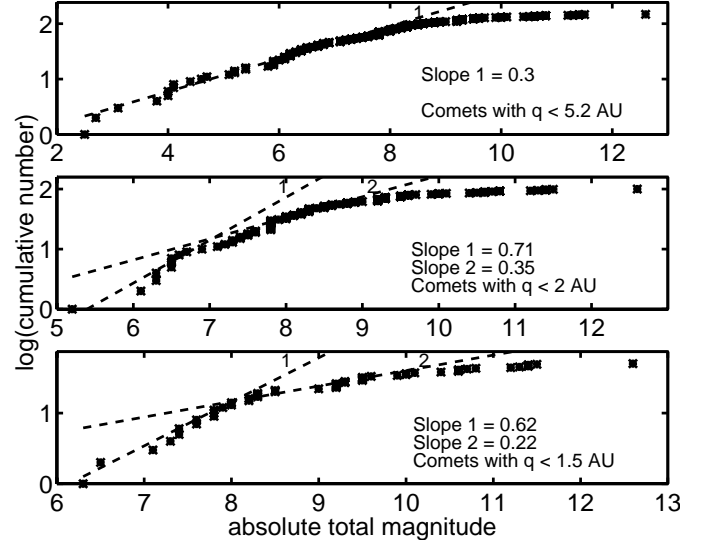 log(cumulative number)
2
1
0
1
Slope 1 = 0.3
Comets with q < 5.2 AU
2 4 6 8 10 12
2
1
0
1 2
Slope 1 = 0.71
Slope 2 = 0.35
Comets with q < 2 AU
5 6 7 8 9 10 11 12
1
0
1 2
Slope 1 = 0.62
Slope 2 = 0.22
Comets with q < 1.5 AU
6 7 8 9 10 11 12 13
absolute total magnitude